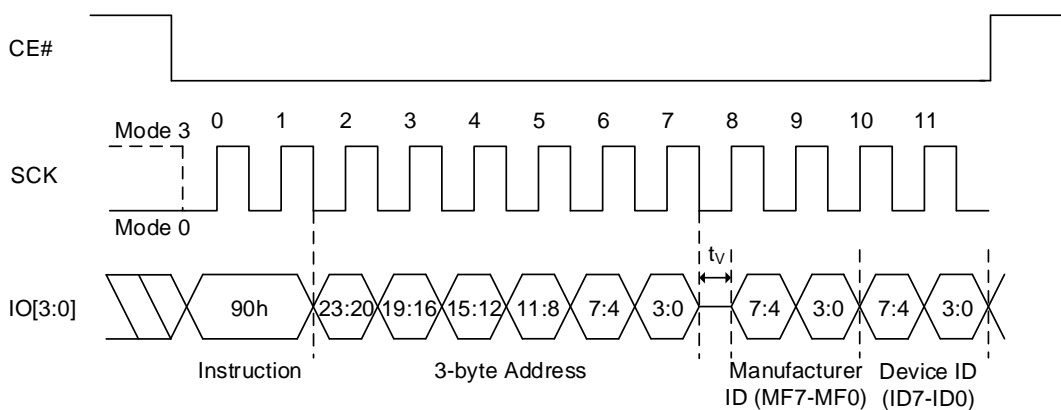 CE#
0 1 2 3 4 5 6 7 8 9 10 11
Mode 3
SCK
Mode 0
tV
IO[3:0] 90h 23:20 19:16 15:12 11:8 7:4 3:0 7:4 3:0 7:4 3:0
Instruction 3-byte Address Manufacturer Device ID
ID (MF7-MF0) (ID7-ID0)